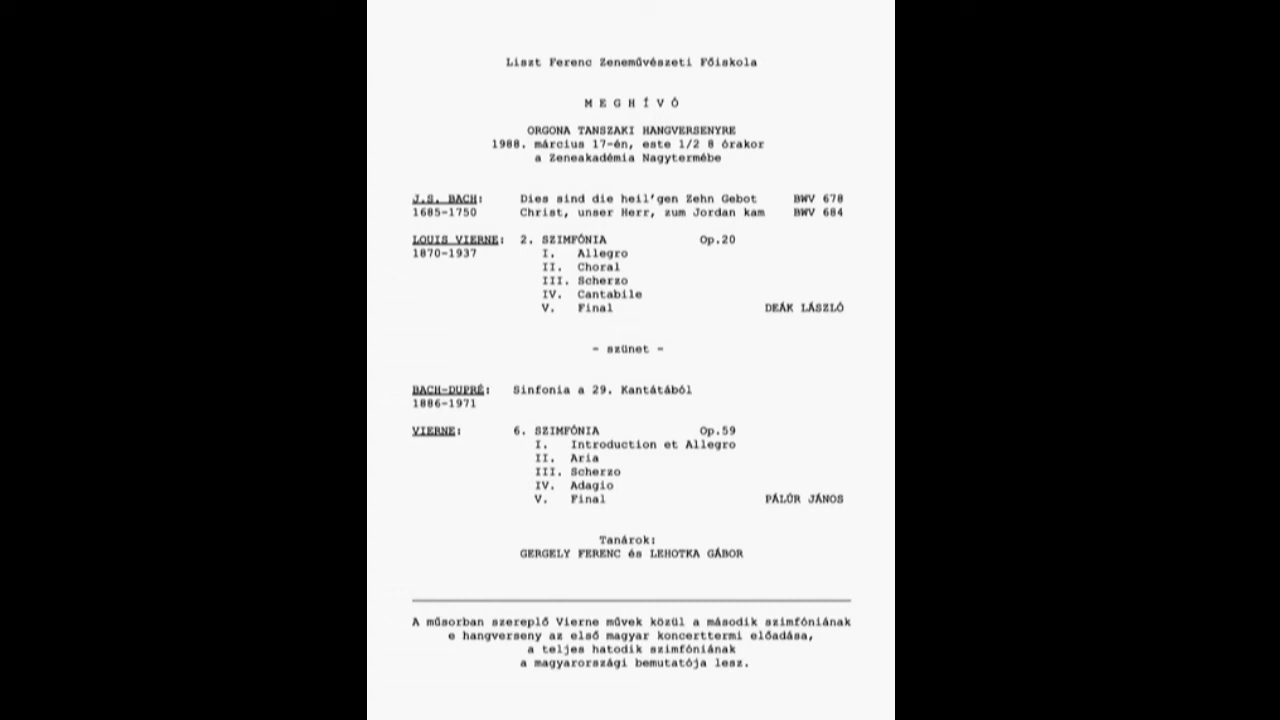 Liszt Ferenc Zeneművészeti Főiskola
M E G H Í V Ó
ORGONA TANSZAKI HANGVERSENYRE
1988. március 17-én, este 1/2 8 órakor
a Zeneakadémia Nagytermébe
J.S. BACH: Dies sind die heil'gen Zehn Gebot BWV 678
1685-1750 Christ, unser Herr, zum Jordan kam BWV 684
LOUIS VIERNE: 2. SZIMFÓNIA Op.20
1870-1937 I. Allegro
II. Choral
III. Scherzo
IV. Cantabile
V. Final DEÁK LÁSZLÓ
- szünet -
BACH-DUPRÉ: Sinfonia a 29. Kantátából
1886-1971
VIERNE: 6. SZIMFÓNIA Op.59
I. Introduction et Allegro
II. Aria
III. Scherzo
IV. Adagio
V. Final PÁLÚR JÁNOS
Tanárok:
GERGELY FERENC és LEHOTKA GÁBOR
A műsorban szereplő Vierne művek közül a második szimfóniának
e hangverseny az első magyar koncerttermi előadása,
a teljes hatodik szimfóniának
a magyarországi bemutatója lesz.